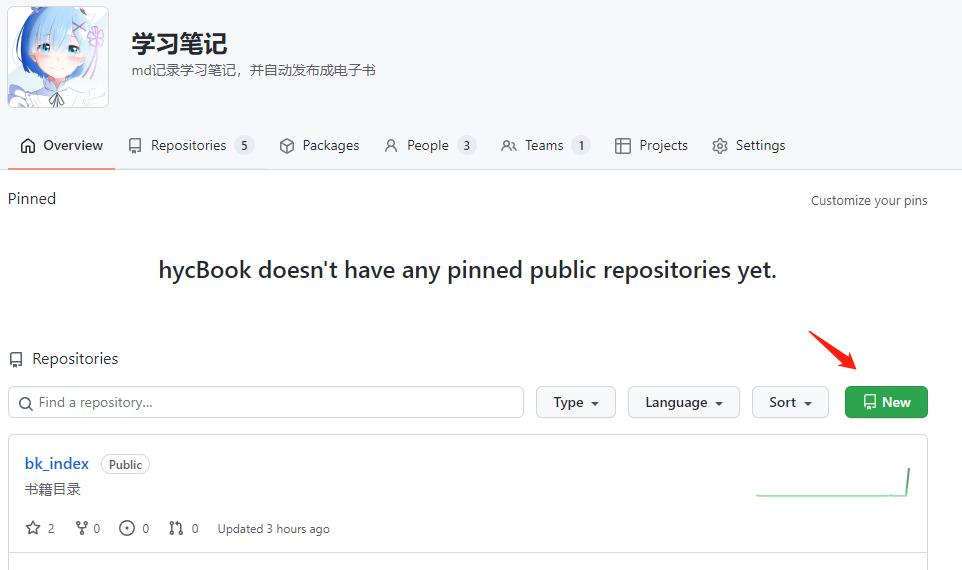 学习笔记
md记录学习笔记，并自动发布成电子书
Overview Repositories 5 Packages People 3 Teams 1 Projects Settings
Pinned Customize your pins
hycBook doesn't have any pinned public repositories yet.
Repositories
Find a repository... Type Language Sort New
bk_index Public
书籍目录
2 0 0 0 Updated 3 hours ago